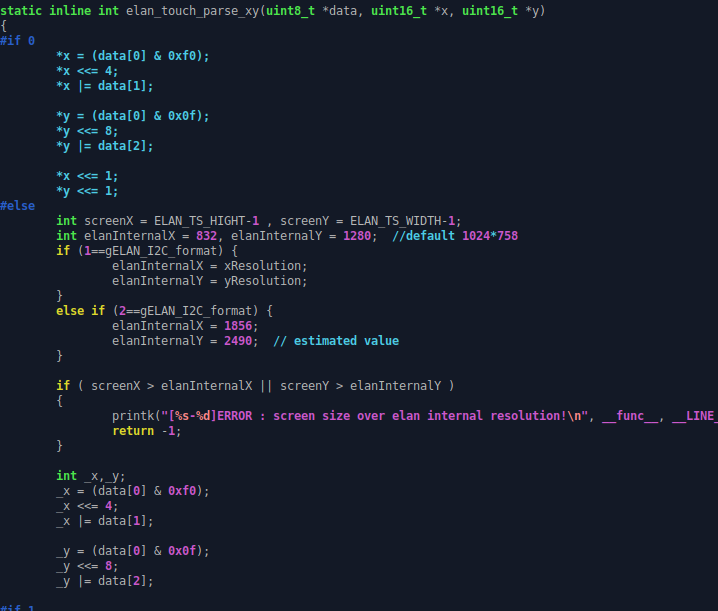 static inline int elan_touch_parse_xy(uint8_t *data, uint16_t *x, uint16_t *y)
{
#if 0
        *x = (data[0] & 0xf0);
        *x <<= 4;
        *x |= data[1];

        *y = (data[0] & 0x0f);
        *y <<= 8;
        *y |= data[2];

        *x <<= 1;
        *y <<= 1;
#else
        int screenX = ELAN_TS_HIGHT-1 , screenY = ELAN_TS_WIDTH-1;
        int elanInternalX = 832, elanInternalY = 1280;  //default 1024*758
        if (1==gELAN_I2C_format) {
                elanInternalX = xResolution;
                elanInternalY = yResolution;
        }
        else if (2==gELAN_I2C_format) {
                elanInternalX = 1856;
                elanInternalY = 2490;  // estimated value
        }

        if ( screenX > elanInternalX || screenY > elanInternalY )
        {
                printk("[%s-%d]ERROR : screen size over elan internal resolution!\n", __func__, __LINE_
                return -1;
        }

        int _x,_y;
        _x = (data[0] & 0xf0);
        _x <<= 4;
        _x |= data[1];

        _y = (data[0] & 0x0f);
        _y <<= 8;
        _y |= data[2];

#if 1